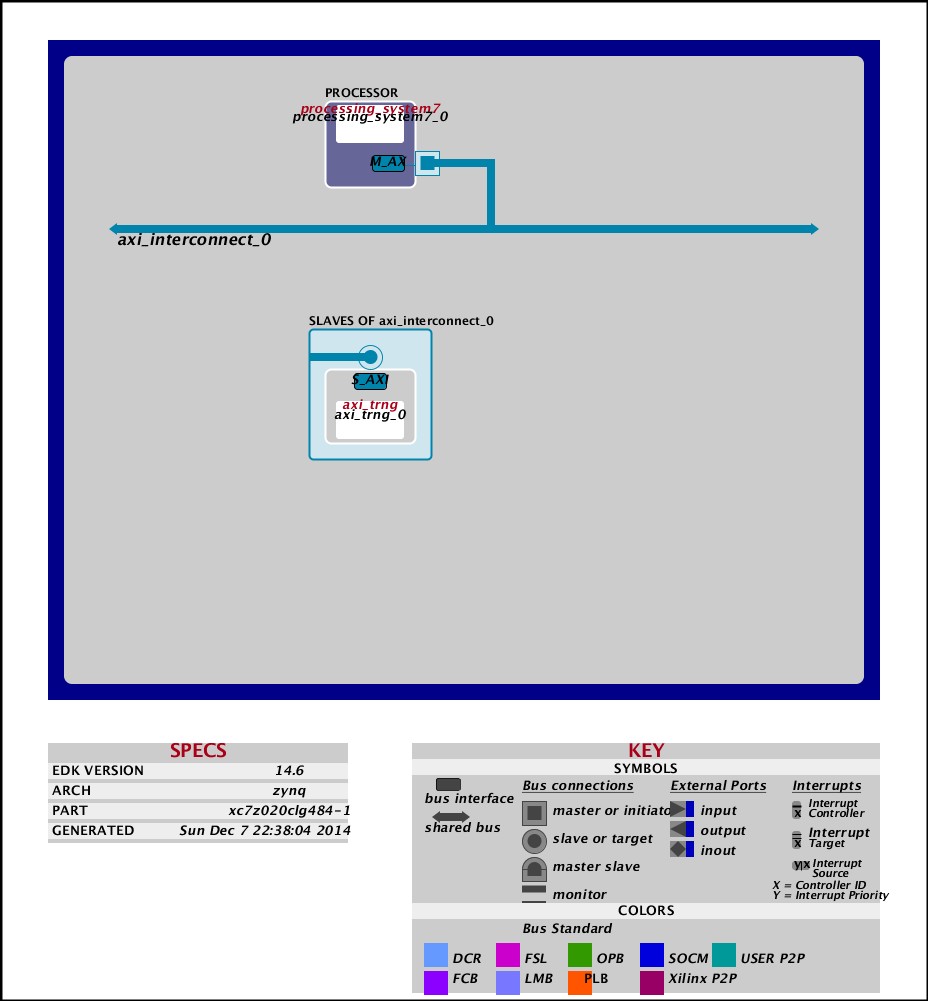 PROCESSOR
processing_system7
processing_system7_0
M_AX
axi_interconnect_0
SLAVES OF axi_interconnect_0
S_AXI
axi_trng
axi_trng_0
SPECS
EDK VERSION 14.6
ARCH zynq
PART xc7z020clg484-1
GENERATED Sun Dec 7 22:38:04 2014
KEY
SYMBOLS
bus interface
shared bus
Bus connections
master or initiato
slave or target
master slave
monitor
External Ports
input
output
inout
Interrupts
x
Interrupt
Controller
x
Interrupt
Target
y x
Interrupt
Source
X = Controller ID
Y = Interrupt Priority
COLORS
Bus Standard
DCR FSL OPB SOCM USER P2P
FCB LMB PLB Xilinx P2P